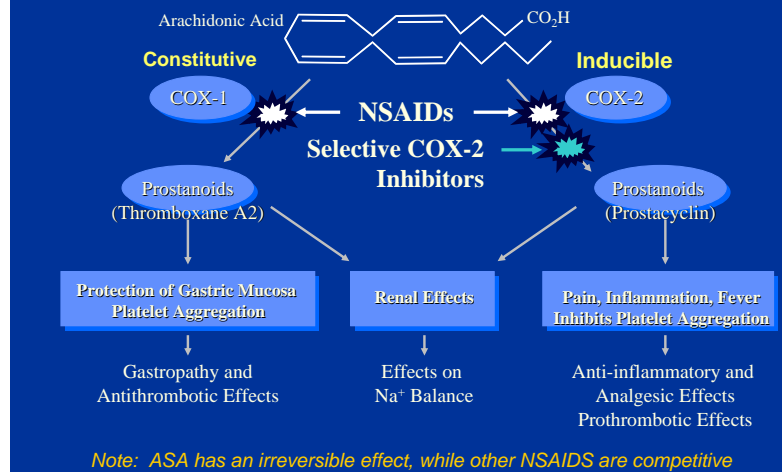 Arachidonic Acid
CO₂H
Constitutive
Inducible
COX-1
COX-2
NSAIDs
Selective COX-2
Inhibitors
Prostanoids
(Thromboxane A2)
Prostanoids
(Prostacyclin)
Protection of Gastric Mucosa
Platelet Aggregation
Renal Effects
Pain, Inflammation, Fever
Inhibits Platelet Aggregation
Gastropathy and
Antithrombotic Effects
Effects on
Na⁺ Balance
Anti-inflammatory and
Analgesic Effects
Prothrombotic Effects
Note: ASA has an irreversible effect, while other NSAIDS are competitive